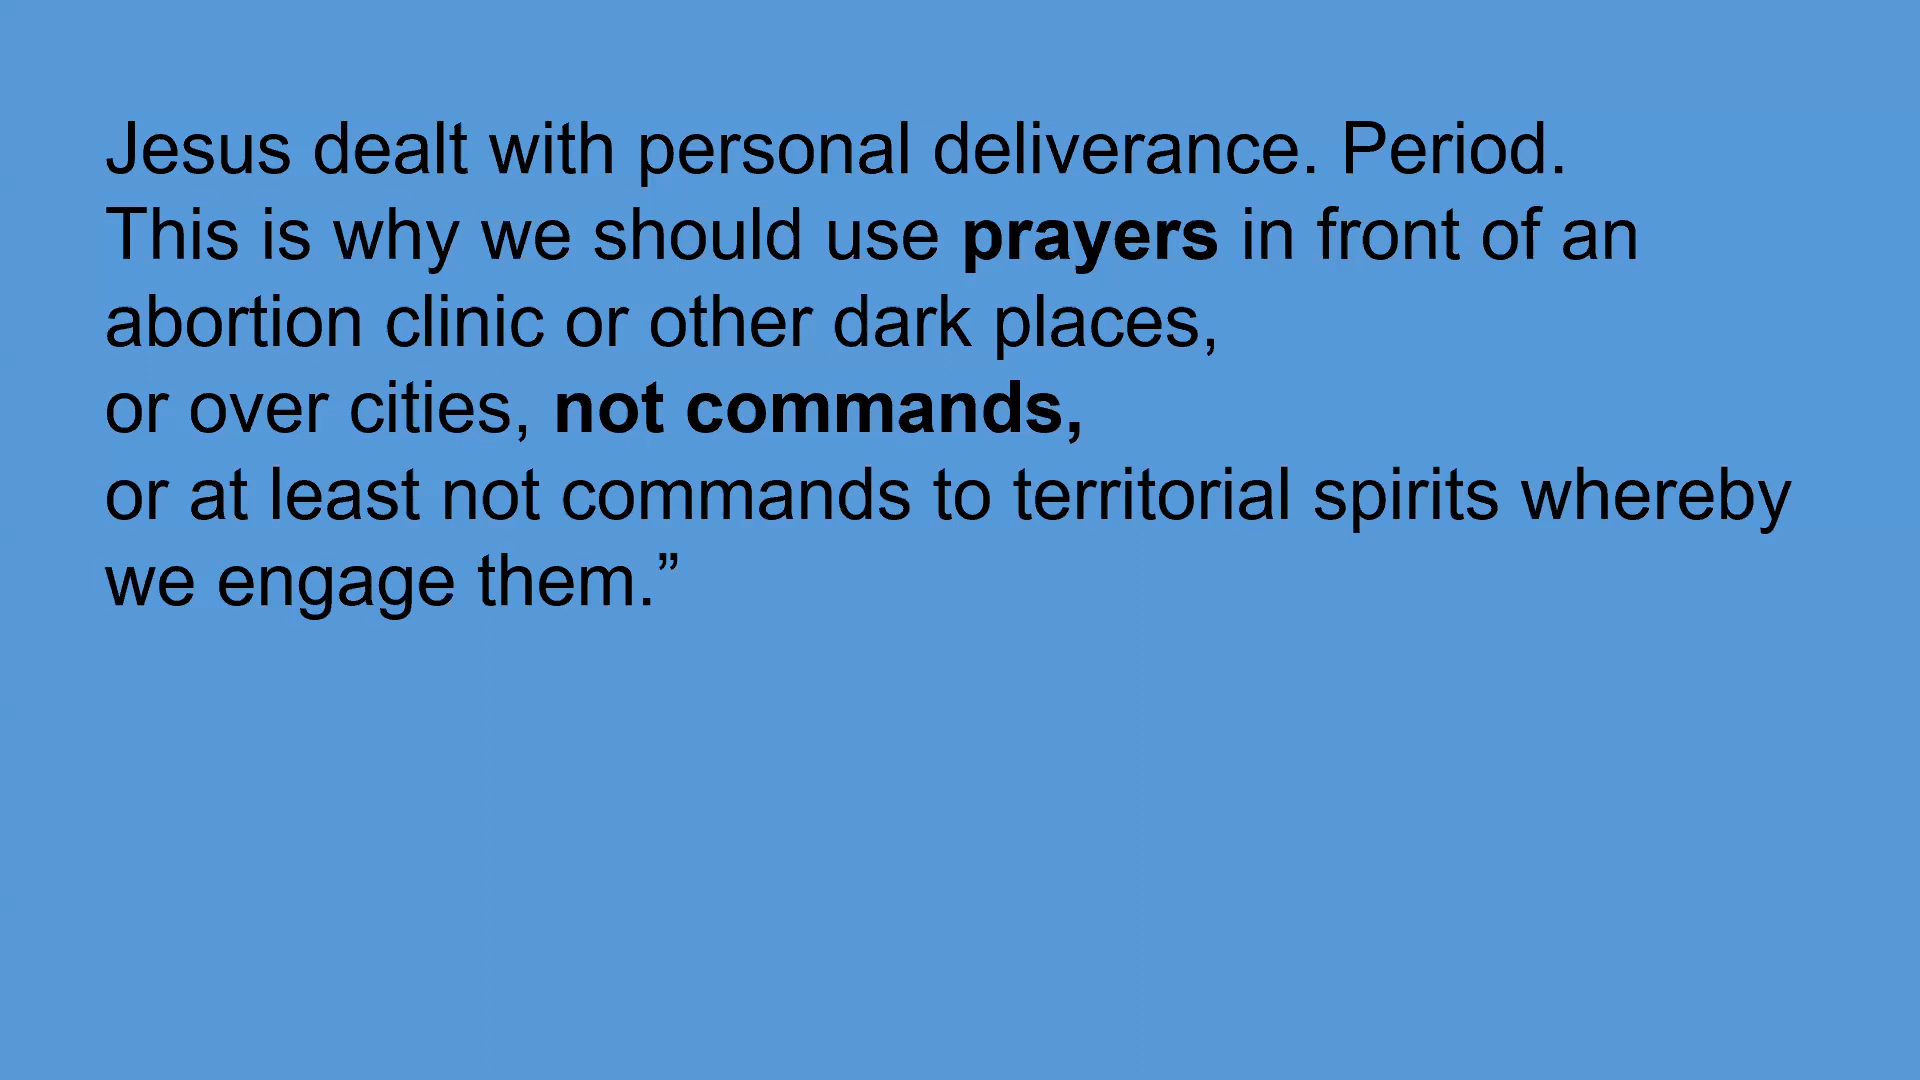 Jesus dealt with personal deliverance. Period.
This is why we should use prayers in front of an
abortion clinic or other dark places,
or over cities, not commands,
or at least not commands to territorial spirits whereby
we engage them.”